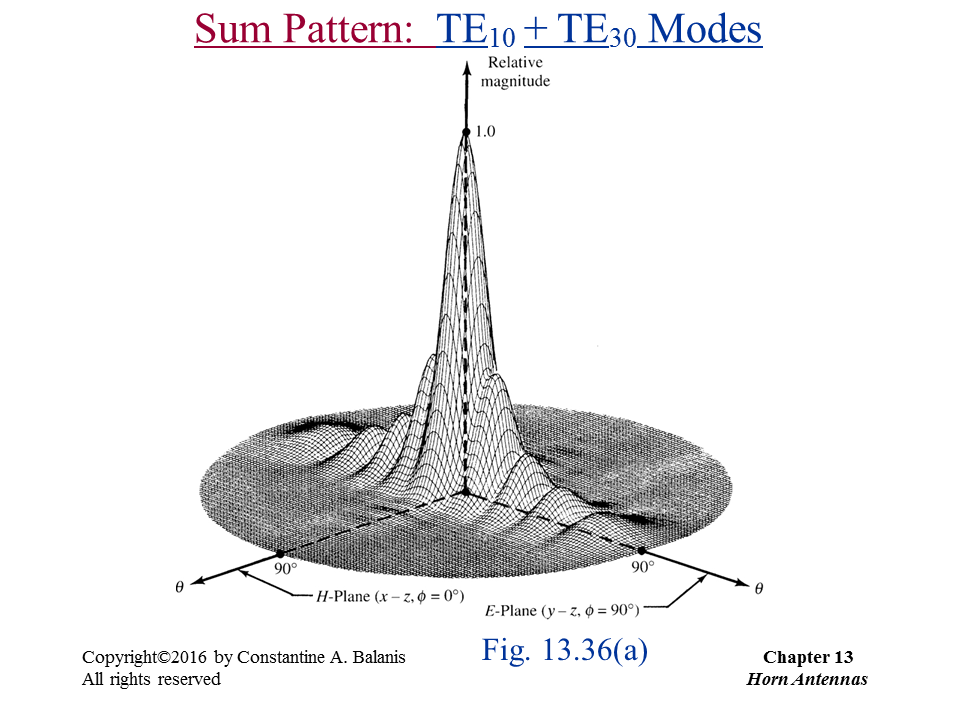 Sum Pattern: TE₁₀ + TE₃₀ Modes
Relative
magnitude
1.0
90°
90°
θ
θ
H-Plane (x – z, ϕ = 0°)
E-Plane (y – z, ϕ = 90°)
Fig. 13.36(a)
Copyright©2016 by Constantine A. Balanis
All rights reserved
Chapter 13
Horn Antennas